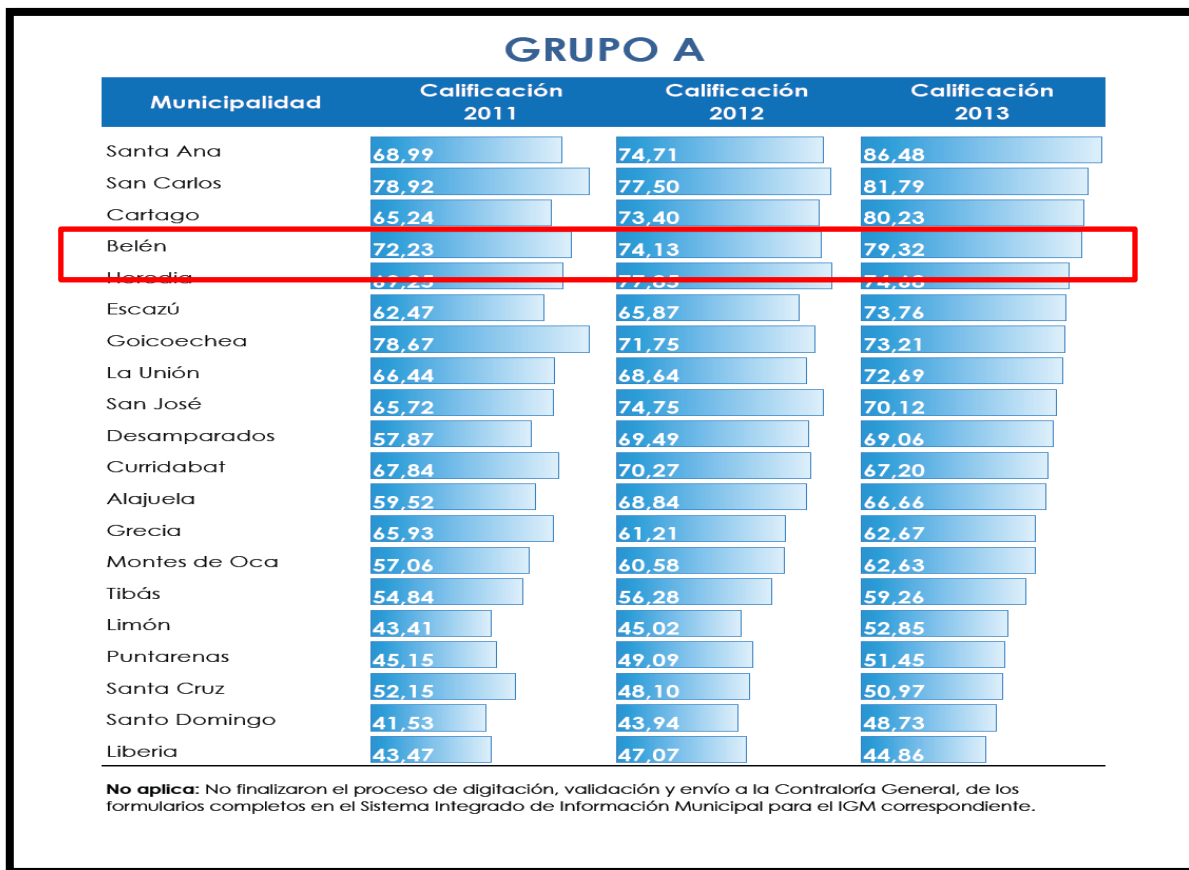 GRUPO A
Municipalidad Calificación 2011 Calificación 2012 Calificación 2013
Santa Ana 68,99 74,71 86,48
San Carlos 78,92 77,50 81,79
Cartago 65,24 73,40 80,23
Belén 72,23 74,13 79,32
Heredia 69,25 77,85
Escazú 62,47 65,87 73,76
Goicoechea 78,67 71,75 73,21
La Unión 66,44 68,64 72,69
San José 65,72 74,75 70,12
Desamparados 57,87 69,49 69,06
Curridabat 67,84 70,27 67,20
Alajuela 59,52 68,84 66,66
Grecia 65,93 61,21 62,67
Montes de Oca 57,06 60,58 62,63
Tibás 54,84 56,28 59,26
Limón 43,41 45,02 52,85
Puntarenas 45,15 49,09 51,45
Santa Cruz 52,15 48,10 50,97
Santo Domingo 41,53 43,94 48,73
Liberia 43,47 47,07 44,86
No aplica: No finalizaron el proceso de digitación, validación y envío a la Contraloría General, de los
formularios completos en el Sistema Integrado de Información Municipal para el IGM correspondiente.